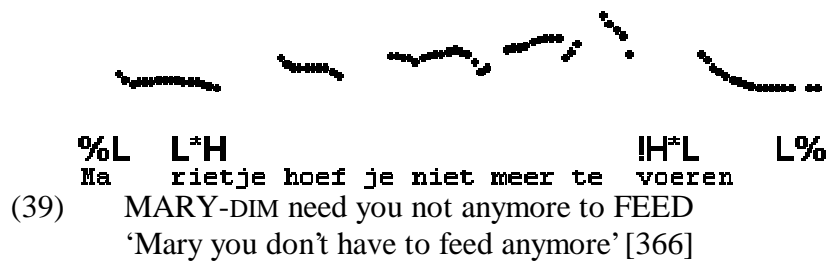 %L L*H !H*L L%
Ma rietje hoef je niet meer te voeren
(39) MARY-DIM need you not anymore to FEED
‘Mary you don’t have to feed anymore’ [366]